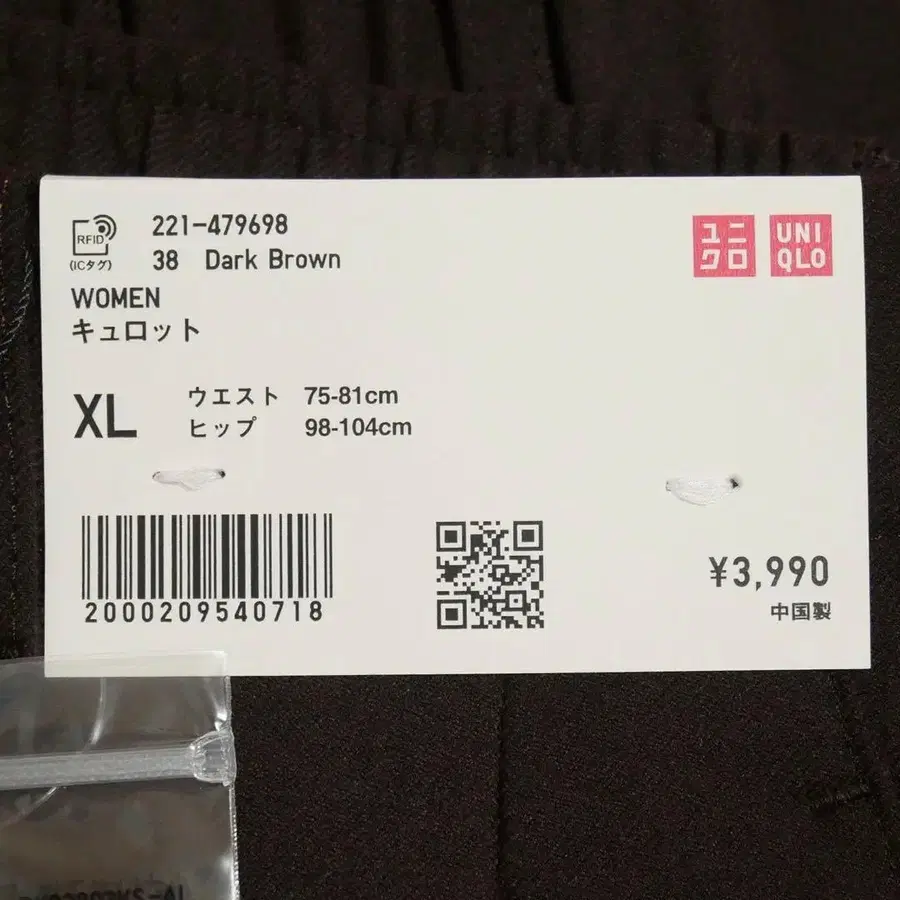 RFID
(ICタグ)
221-479698
38 Dark Brown
WOMEN
キュロット
ユニクロ
UNIQLO
XL
ウエスト 75-81cm
ヒップ 98-104cm
2000209540718
¥3,990
中国製